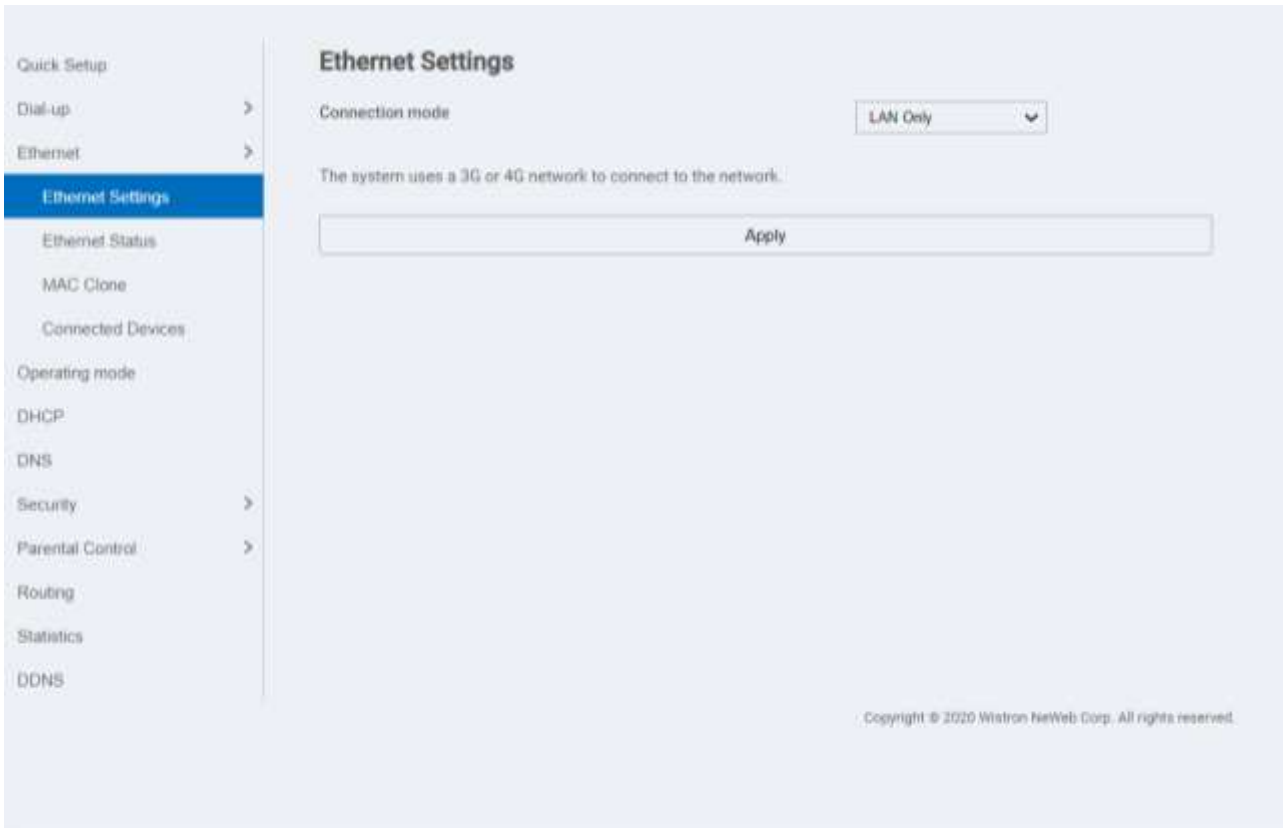 Quick Setup
Dial-up
Ethernet
Ethernet Settings
Ethernet Status
MAC Clone
Connected Devices
Operating mode
DHCP
DNS
Security
Parental Control
Routing
Statistics
DDNS
Ethernet Settings
Connection mode
LAN Only
The system uses a 3G or 4G network to connect to the network.
Apply
Copyright © 2020 Wistron NeWeb Corp. All rights reserved.